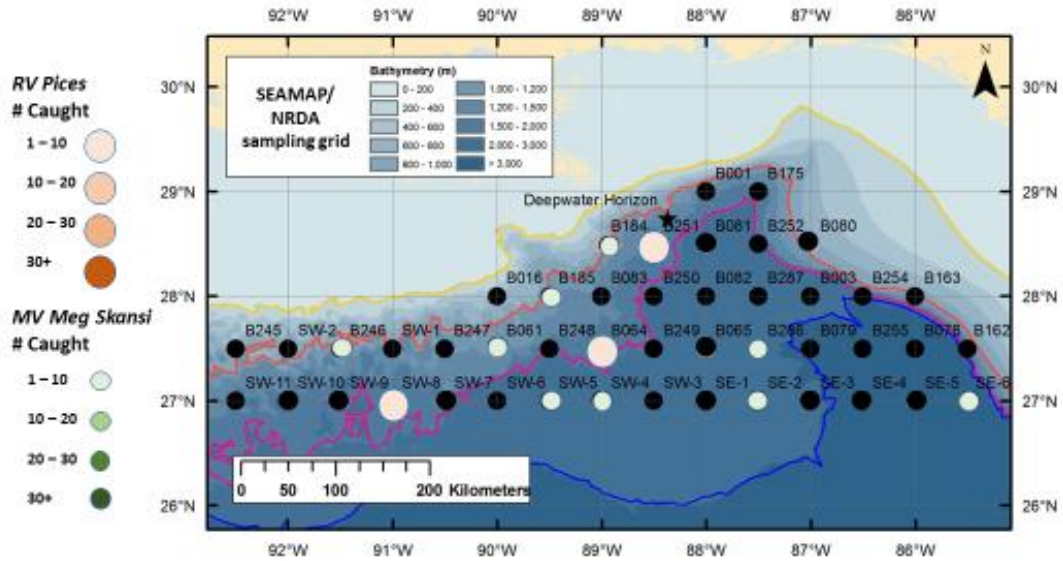 92°W 91°W 90°W 89°W 88°W 87°W 86°W
N
30°N 30°N
29°N 29°N
28°N 28°N
27°N 27°N
26°N 26°N
RV Pices
# Caught
1 – 10
10 – 20
20 – 30
30+
MV Meg Skansi
# Caught
1 – 10
10 – 20
20 – 30
30+
SEAMAP/
NRDA
sampling grid
Bathymetry (m)
0 - 200
200 - 400
400 - 600
600 - 800
800 - 1,000
1,000 - 1,200
1,200 - 1,500
1,500 - 2,000
2,000 - 3,000
> 3,000
B001 B175
Deepwater Horizon
B184 B251 B081 B252 B080
B016 B185 B083 B250 B082 B287 B003 B254 B163
B245 SW-2 B246 SW-1 B247 B061 B248 B064 B249 B065 B079 B255 B078 B162
SW-11 SW-10 SW-9 SW-8 SW-7 SW-6 SW-5 SW-4 SW-3 SE-1 SE-2 SE-3 SE-4 SE-5 SE-6
0 50 100 200 Kilometers
92°W 91°W 90°W 89°W 88°W 87°W 86°W